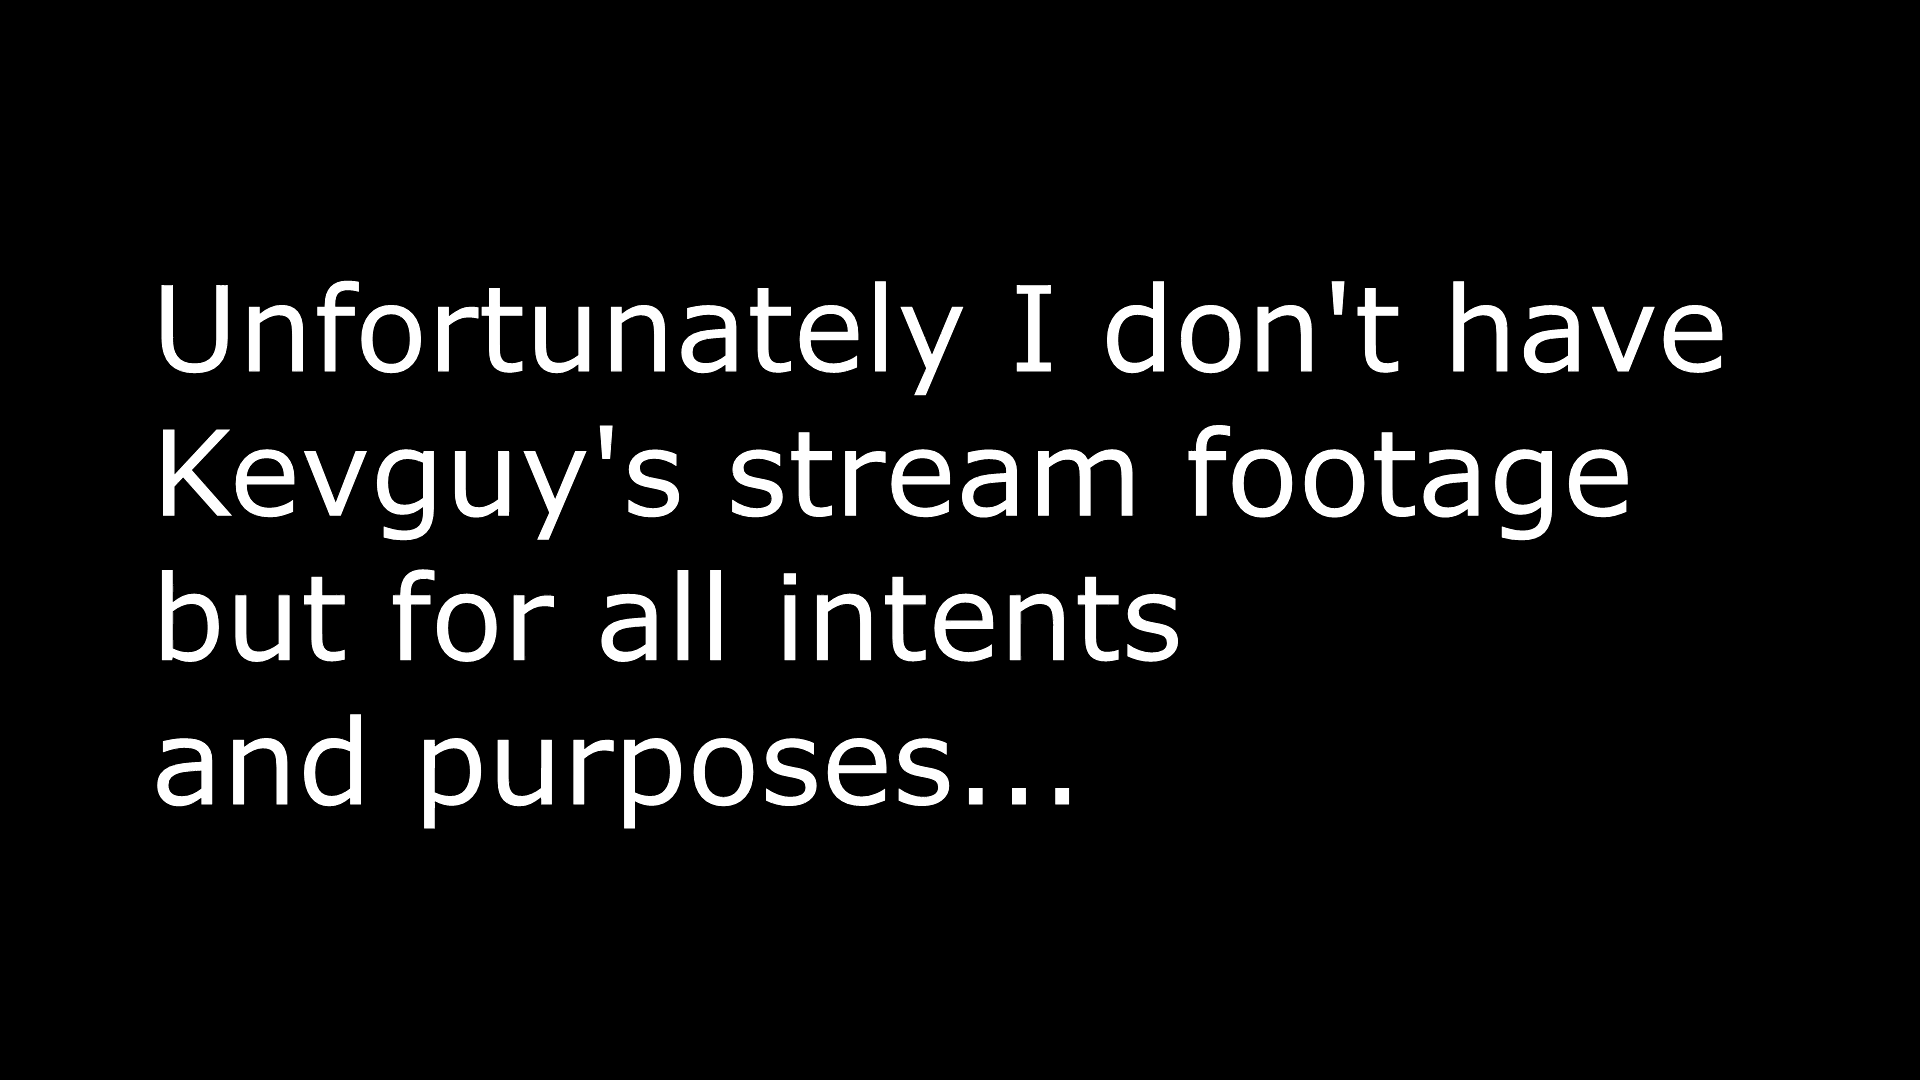 Unfortunately I don't have
Kevguy's stream footage
but for all intents
and purposes...